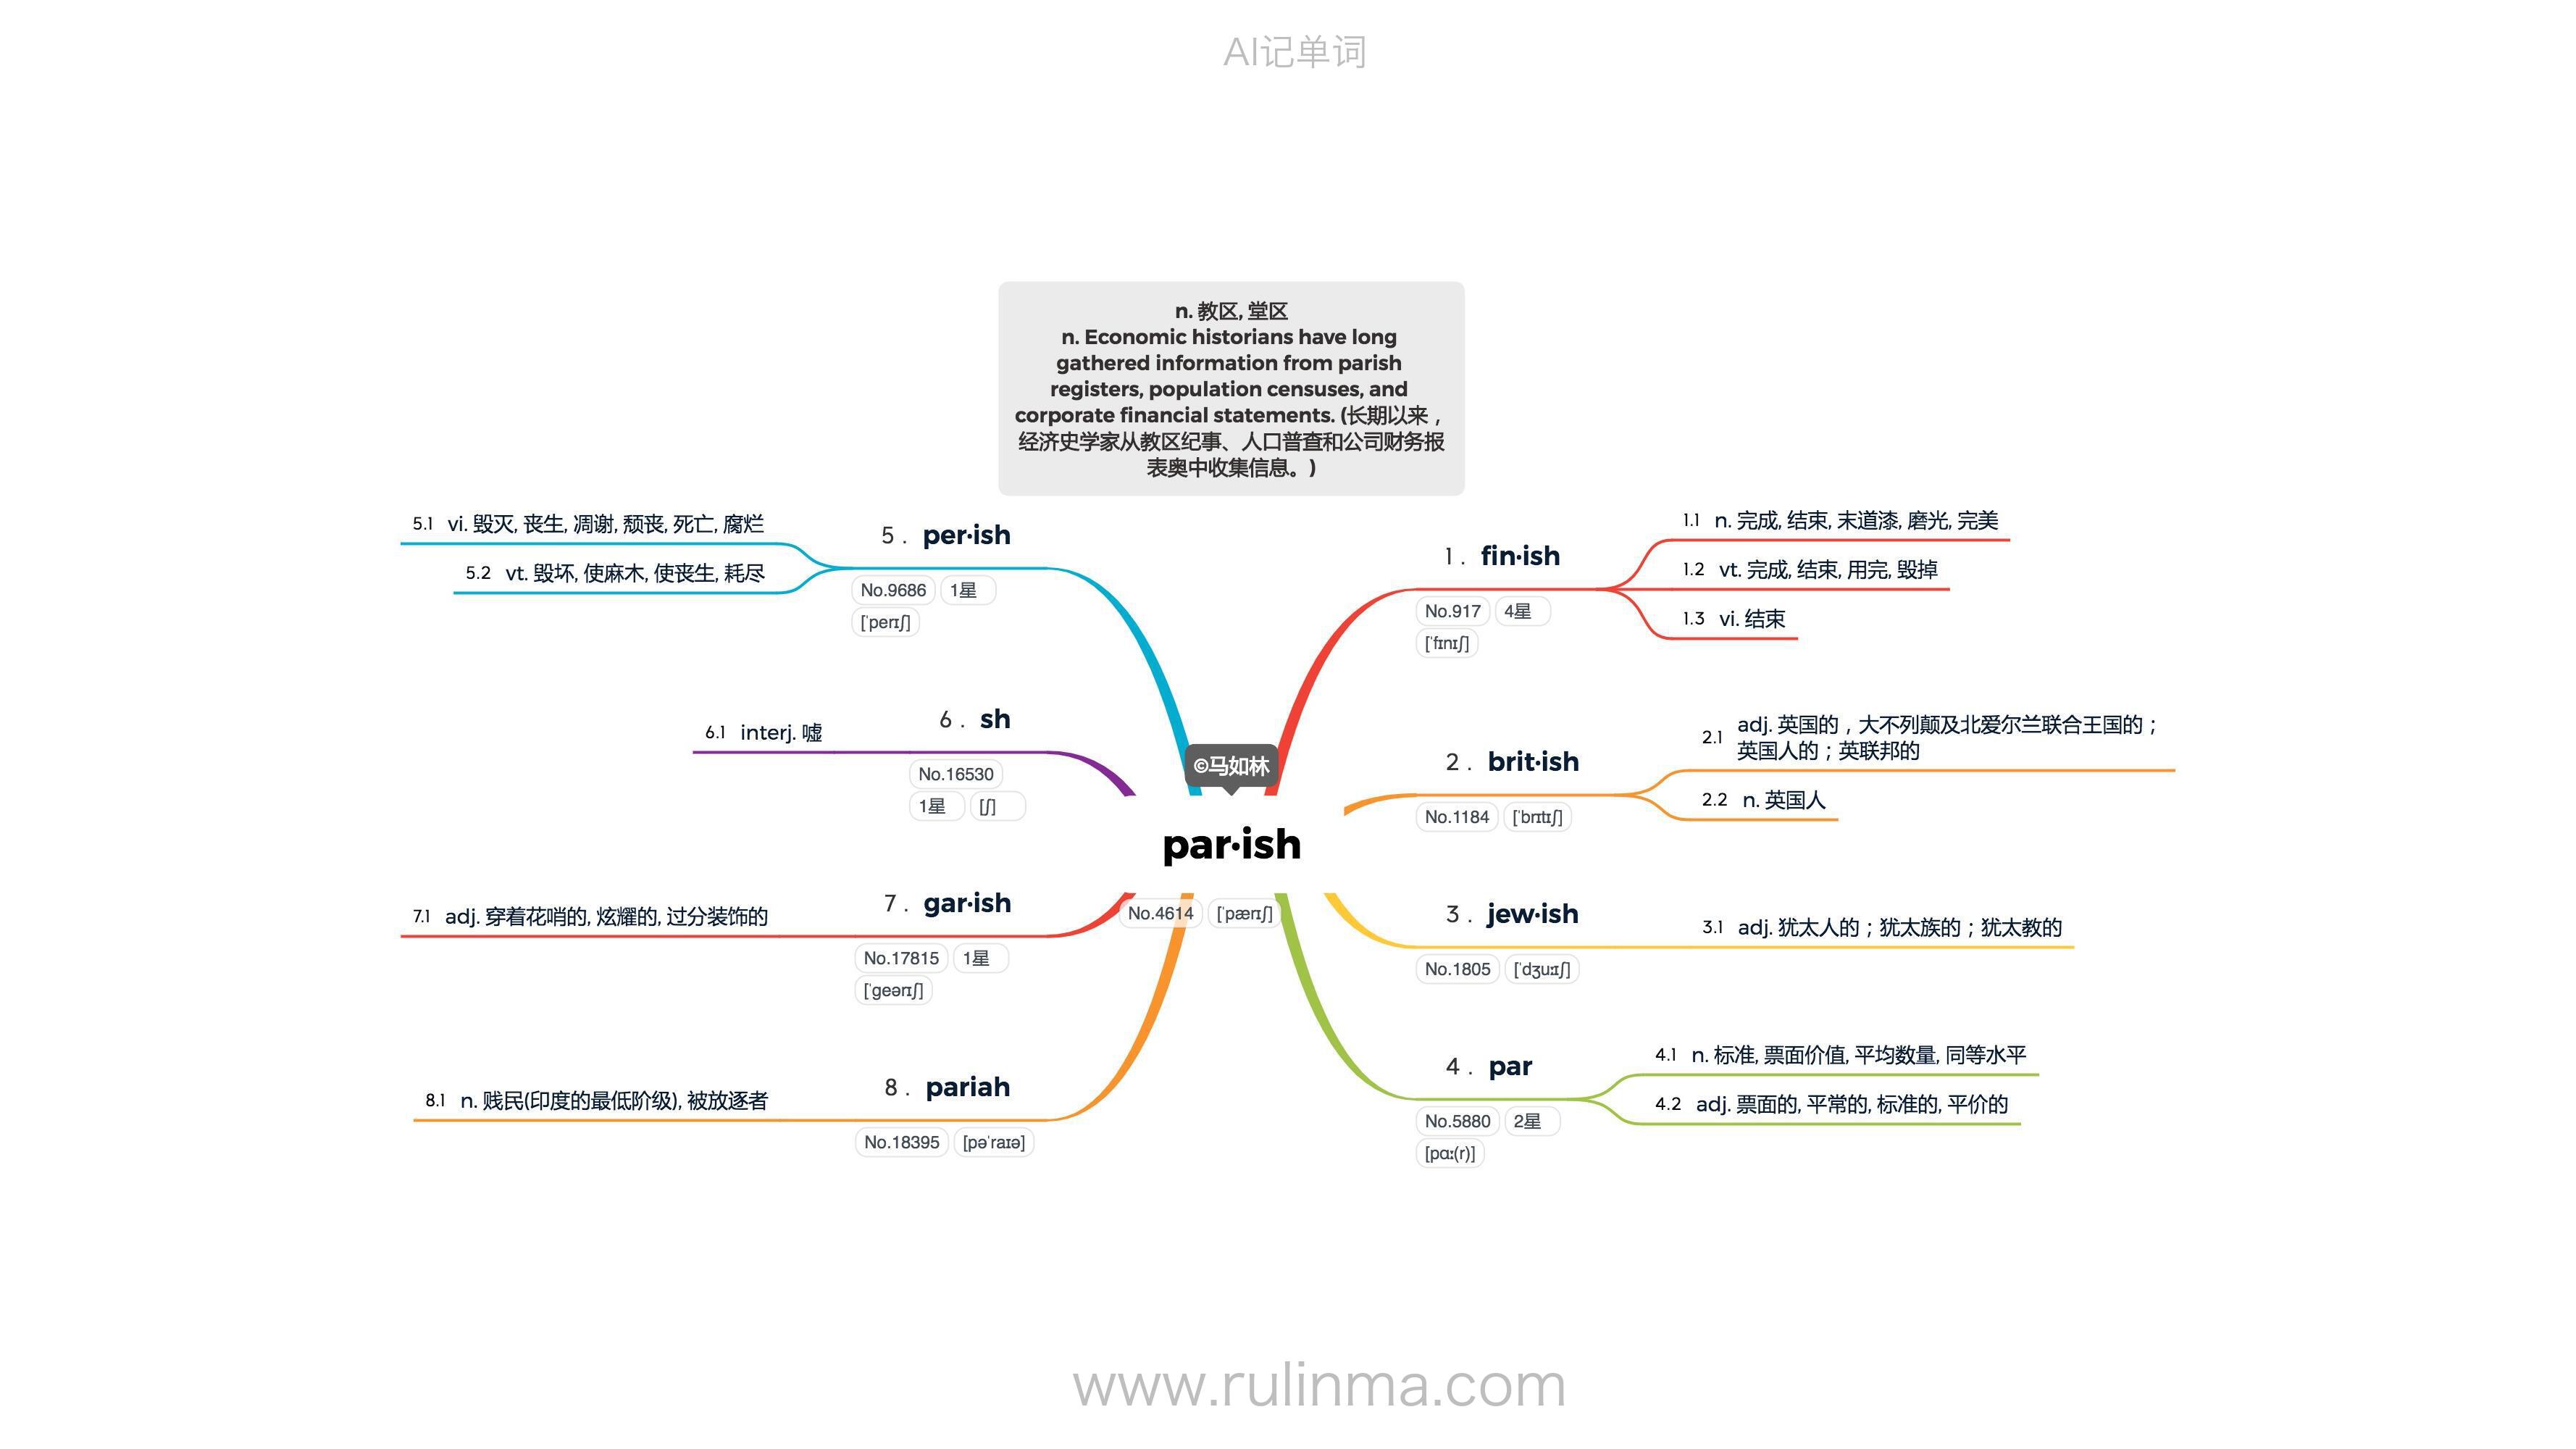 AI记单词
n. 教区, 堂区
n. Economic historians have long
gathered information from parish
registers, population censuses, and
corporate financial statements. (长期以来，
经济史学家从教区纪事、人口普查和公司财务报
表奥中收集信息。)
©马如林
par·ish
No.4614 [ˈpærɪʃ]
1. fin·ish
No.917 4星
[ˈfɪnɪʃ]
1.1 n. 完成, 结束, 末道漆, 磨光, 完美
1.2 vt. 完成, 结束, 用完, 毁掉
1.3 vi. 结束
2. brit·ish
No.1184 [ˈbrɪtɪʃ]
2.1 adj. 英国的，大不列颠及北爱尔兰联合王国的；
英国人的；英联邦的
2.2 n. 英国人
3. jew·ish
No.1805 [ˈdʒuːɪʃ]
3.1 adj. 犹太人的；犹太族的；犹太教的
4. par
No.5880 2星
[pɑː(r)]
4.1 n. 标准, 票面价值, 平均数量, 同等水平
4.2 adj. 票面的, 平常的, 标准的, 平价的
5. per·ish
No.9686 1星
[ˈperɪʃ]
5.1 vi. 毁灭, 丧生, 凋谢, 颓丧, 死亡, 腐烂
5.2 vt. 毁坏, 使麻木, 使丧生, 耗尽
6. sh
No.16530
1星 [ʃ]
6.1 interj. 嘘
7. gar·ish
No.17815 1星
[ˈɡeərɪʃ]
7.1 adj. 穿着花哨的, 炫耀的, 过分装饰的
8. pariah
No.18395 [pəˈraɪə]
8.1 n. 贱民(印度的最低阶级), 被放逐者
www.rulinma.com